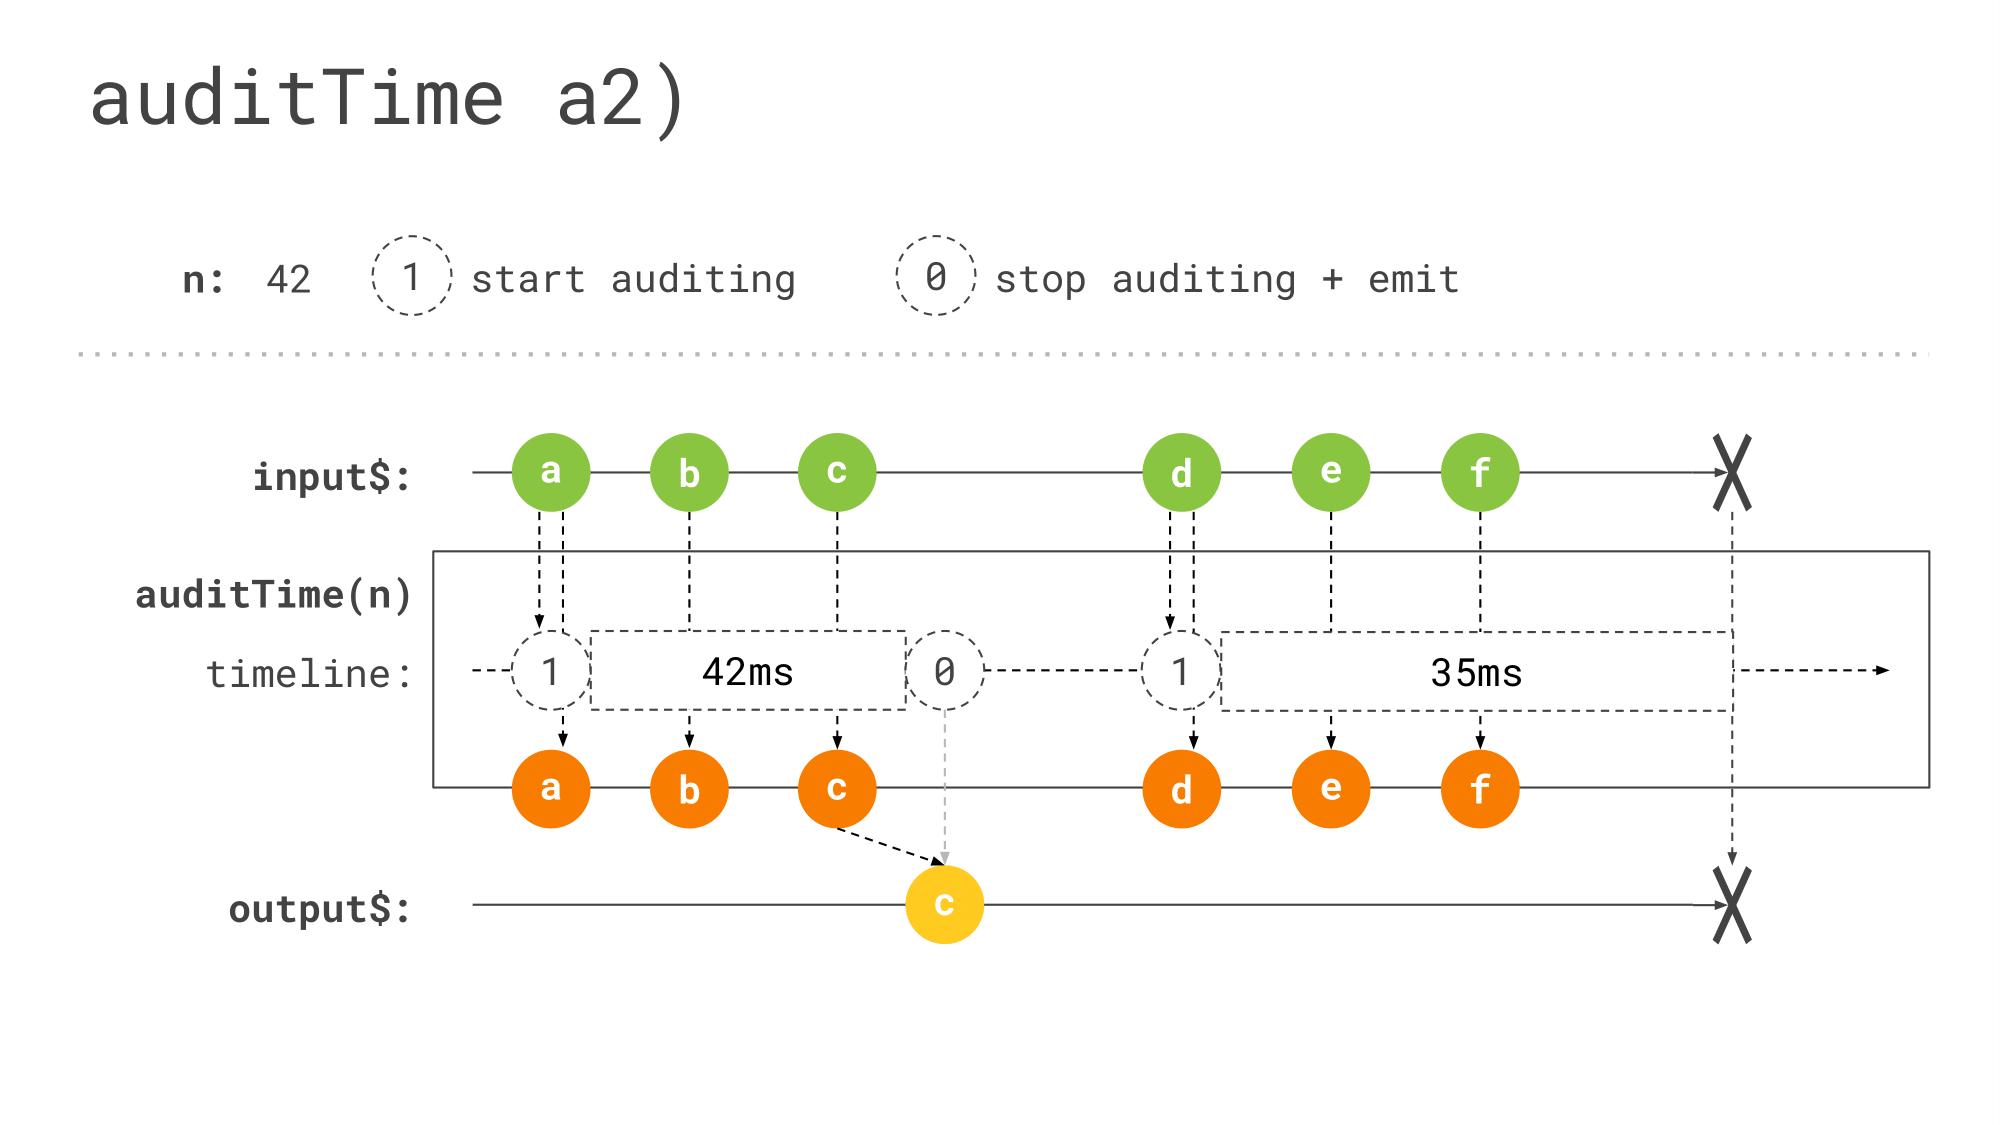 auditTime a2)
n: 42 1 start auditing 0 stop auditing + emit
input$: a b c d e f X
auditTime(n)
timeline: 1 42ms 0 1 35ms
a b c d e f
output$: c X